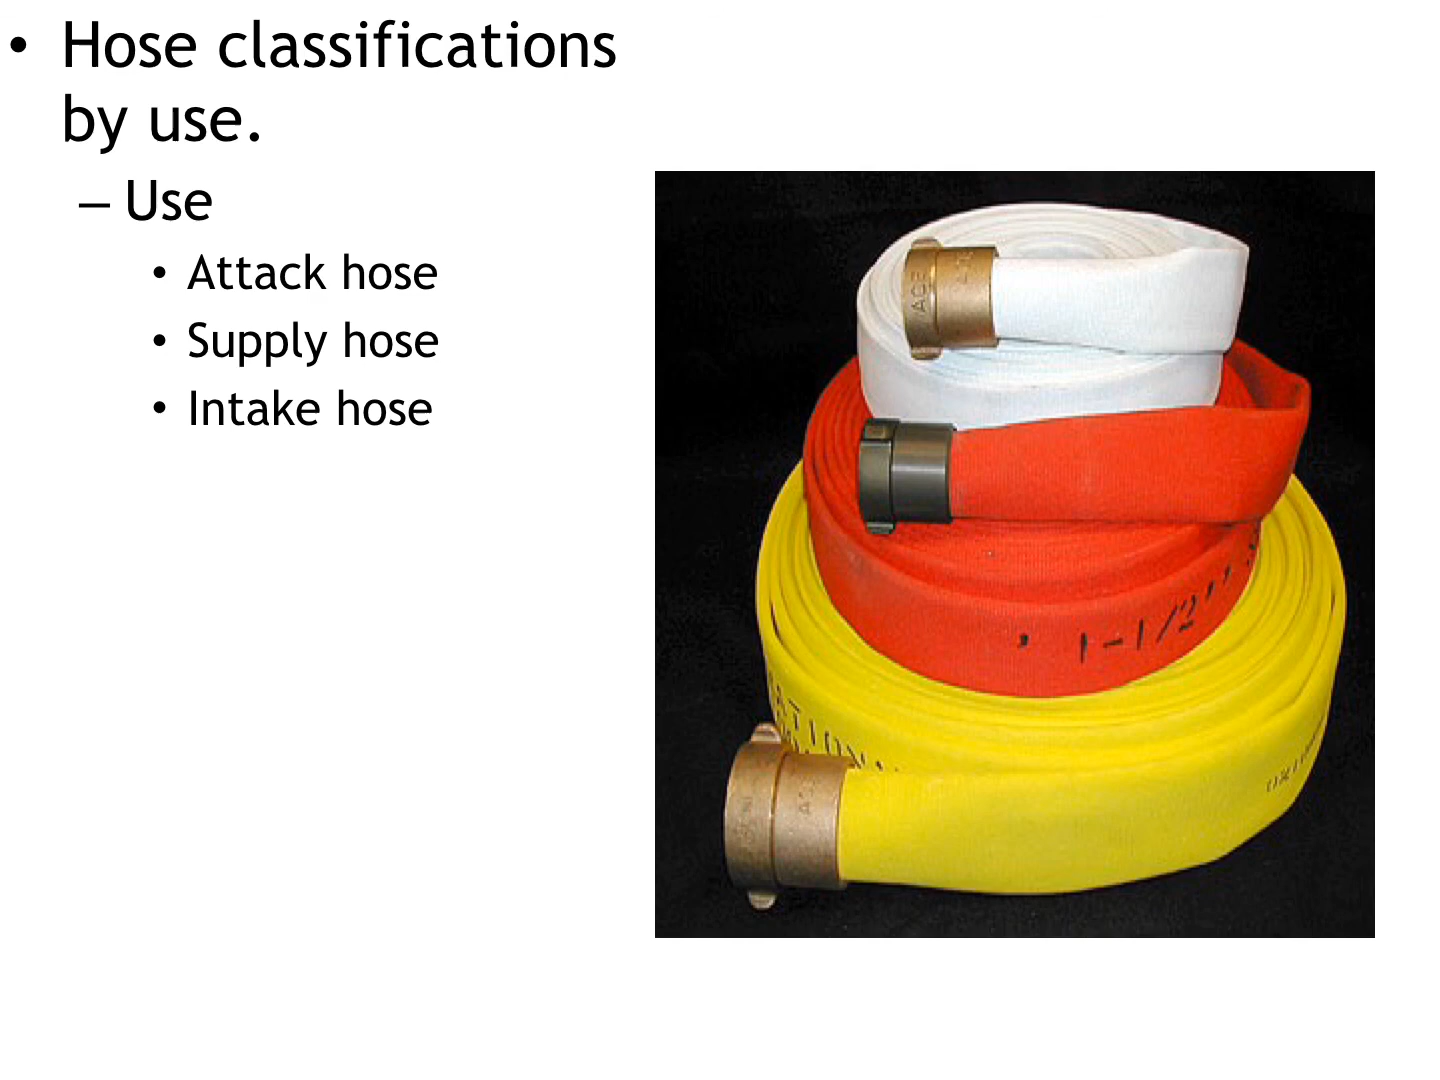 • Hose classifications
by use.
– Use
• Attack hose
• Supply hose
• Intake hose
ACE
1-1/2''